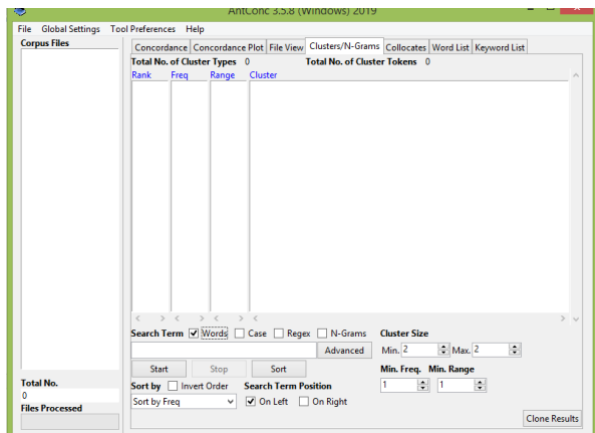 AntConc 3.5.8 (Windows) 2019
File Global Settings Tool Preferences Help
Corpus Files
Concordance Concordance Plot File View Clusters/N-Grams Collocates Word List Keyword List
Total No. of Cluster Types 0 Total No. of Cluster Tokens 0
Rank Freq Range Cluster
Search Term Words Case Regex N-Grams Cluster Size
Advanced Min. 2 Max. 2
Start Stop Sort Min. Freq. Min. Range
Total No. Sort by Invert Order Search Term Position 1 1
0
Files Processed Sort by Freq On Left On Right
Clone Results